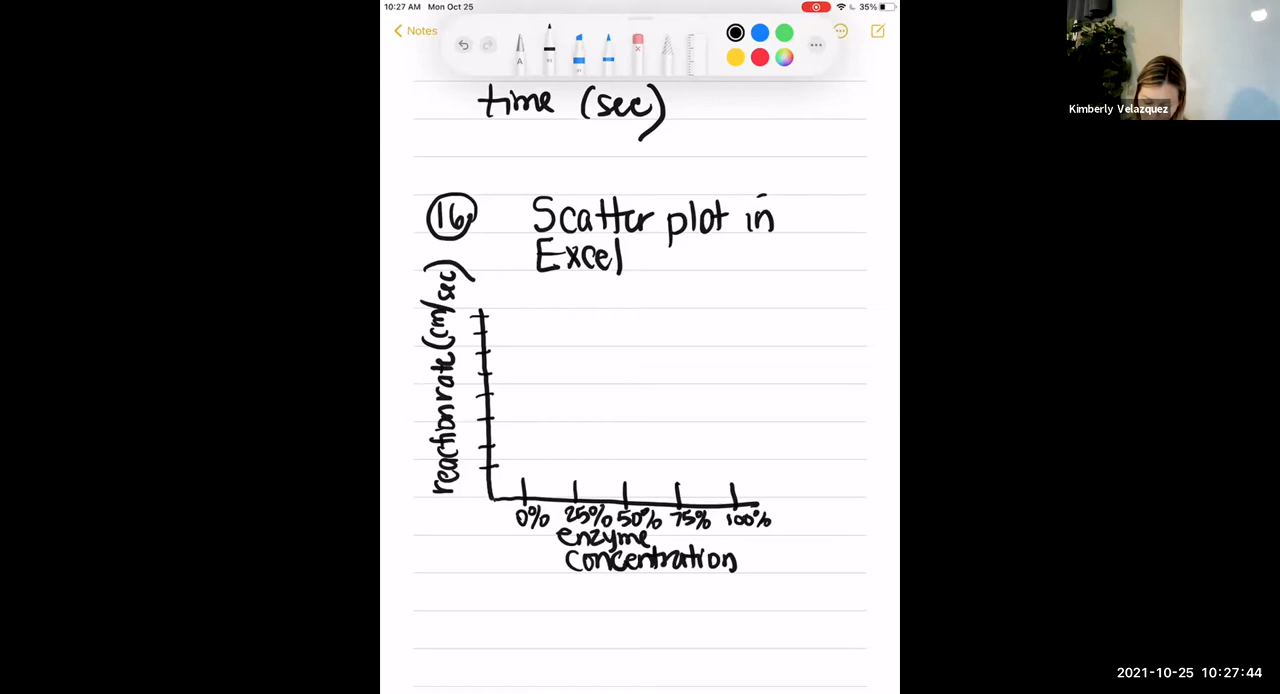 10:27 AM Mon Oct 25
35%
Notes
A
time (sec)
16.
Scatter plot in
Excel
reaction rate (cm/sec)
0% 25% 50% 75% 100%
enzyme
concentration
Kimberly Velazquez
2021-10-25 10:27:44